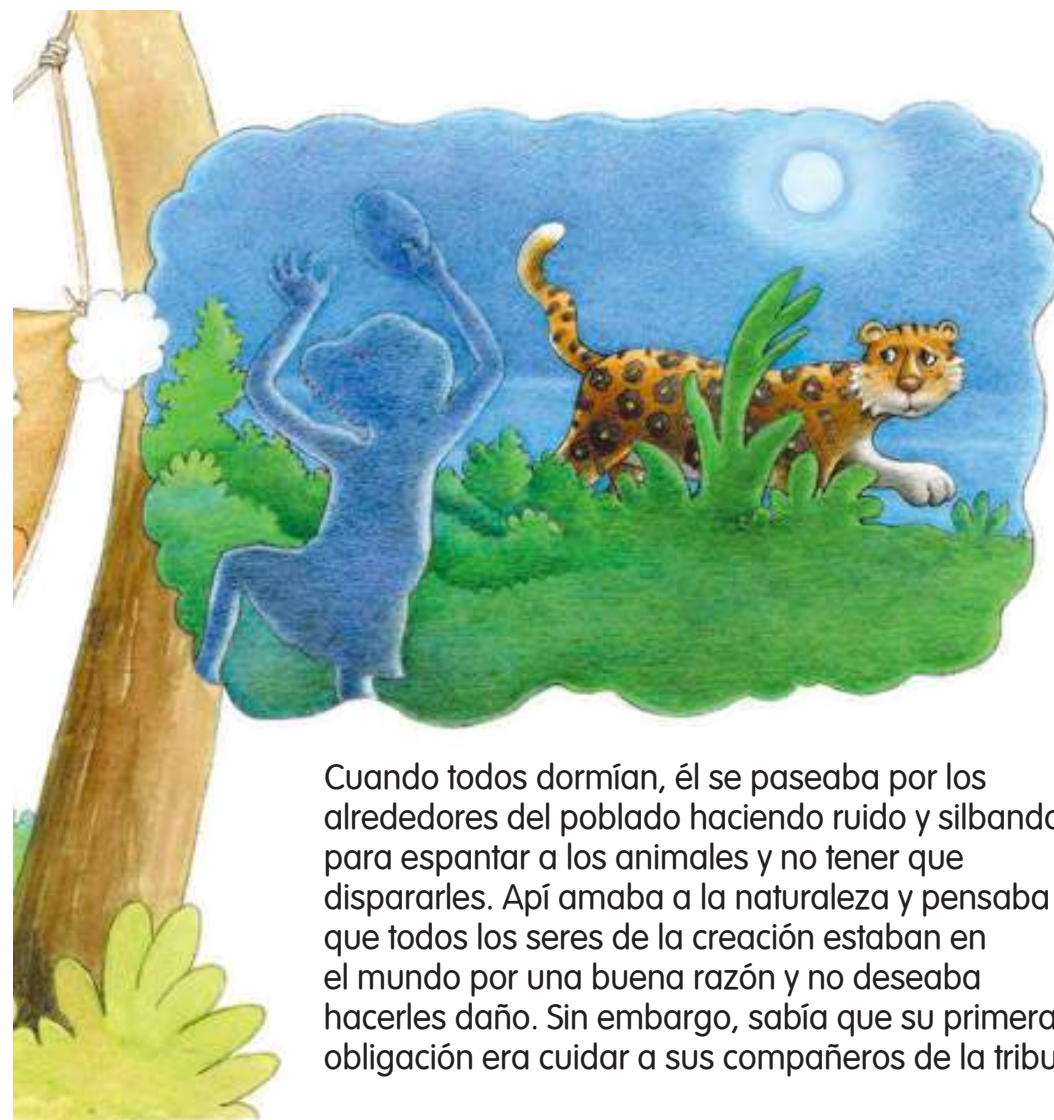 Cuando todos dormían, él se paseaba por los
alrededores del poblado haciendo ruido y silbando
para espantar a los animales y no tener que
dispararles. Apí amaba a la naturaleza y pensaba
que todos los seres de la creación estaban en
el mundo por una buena razón y no deseaba
hacerles daño. Sin embargo, sabía que su primera
obligación era cuidar a sus compañeros de la tribu